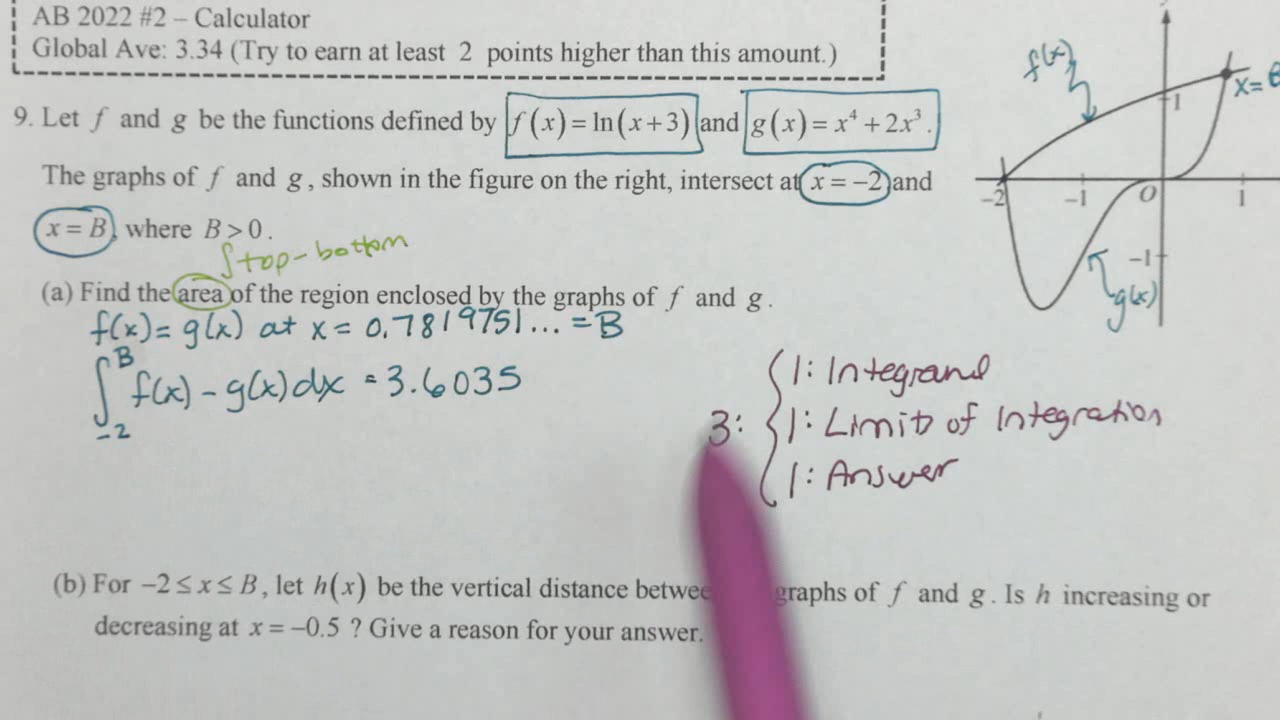 AB 2022 #2 – Calculator
Global Ave: 3.34 (Try to earn at least 2 points higher than this amount.)
9. Let f and g be the functions defined by f(x) = ln(x+3) and g(x) = x⁴ + 2x³.
The graphs of f and g, shown in the figure on the right, intersect at x = −2 and
x = B, where B > 0.
∫top-bottom
(a) Find the area of the region enclosed by the graphs of f and g.
f(x) = g(x) at x = 0.7819751... = B
∫₋₂ᴮ f(x) - g(x) dx = 3.6035
f(x)
x=
1
-2
-1
O
1
-1
g(x)
3:
1: Integrand
1: Limit of Integration
1: Answer
(b) For −2 ≤ x ≤ B, let h(x) be the vertical distance graphs of f and g. Is h increasing or
decreasing at x = −0.5 ? Give a reason for your answer.